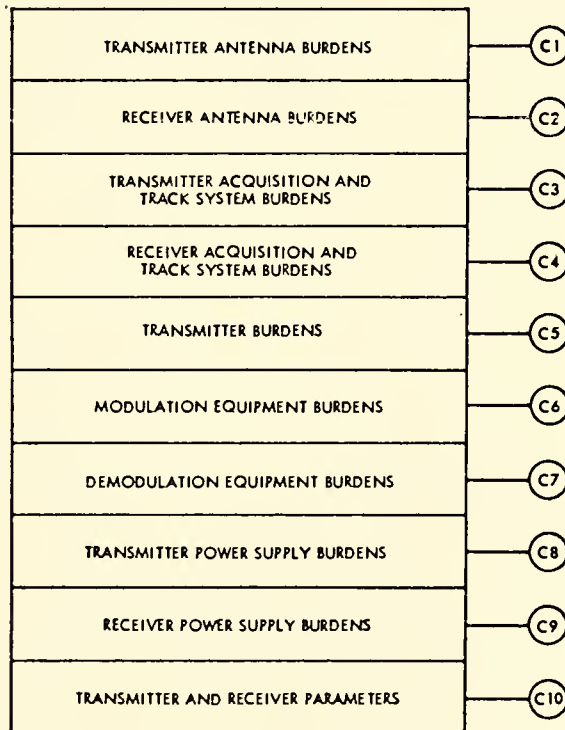 TRANSMITTER ANTENNA BURDENS C1
RECEIVER ANTENNA BURDENS C2
TRANSMITTER ACQUISITION AND
TRACK SYSTEM BURDENS C3
RECEIVER ACQUISITION AND
TRACK SYSTEM BURDENS C4
TRANSMITTER BURDENS C5
MODULATION EQUIPMENT BURDENS C6
DEMODULATION EQUIPMENT BURDENS C7
TRANSMITTER POWER SUPPLY BURDENS C8
RECEIVER POWER SUPPLY BURDENS C9
TRANSMITTER AND RECEIVER PARAMETERS C10